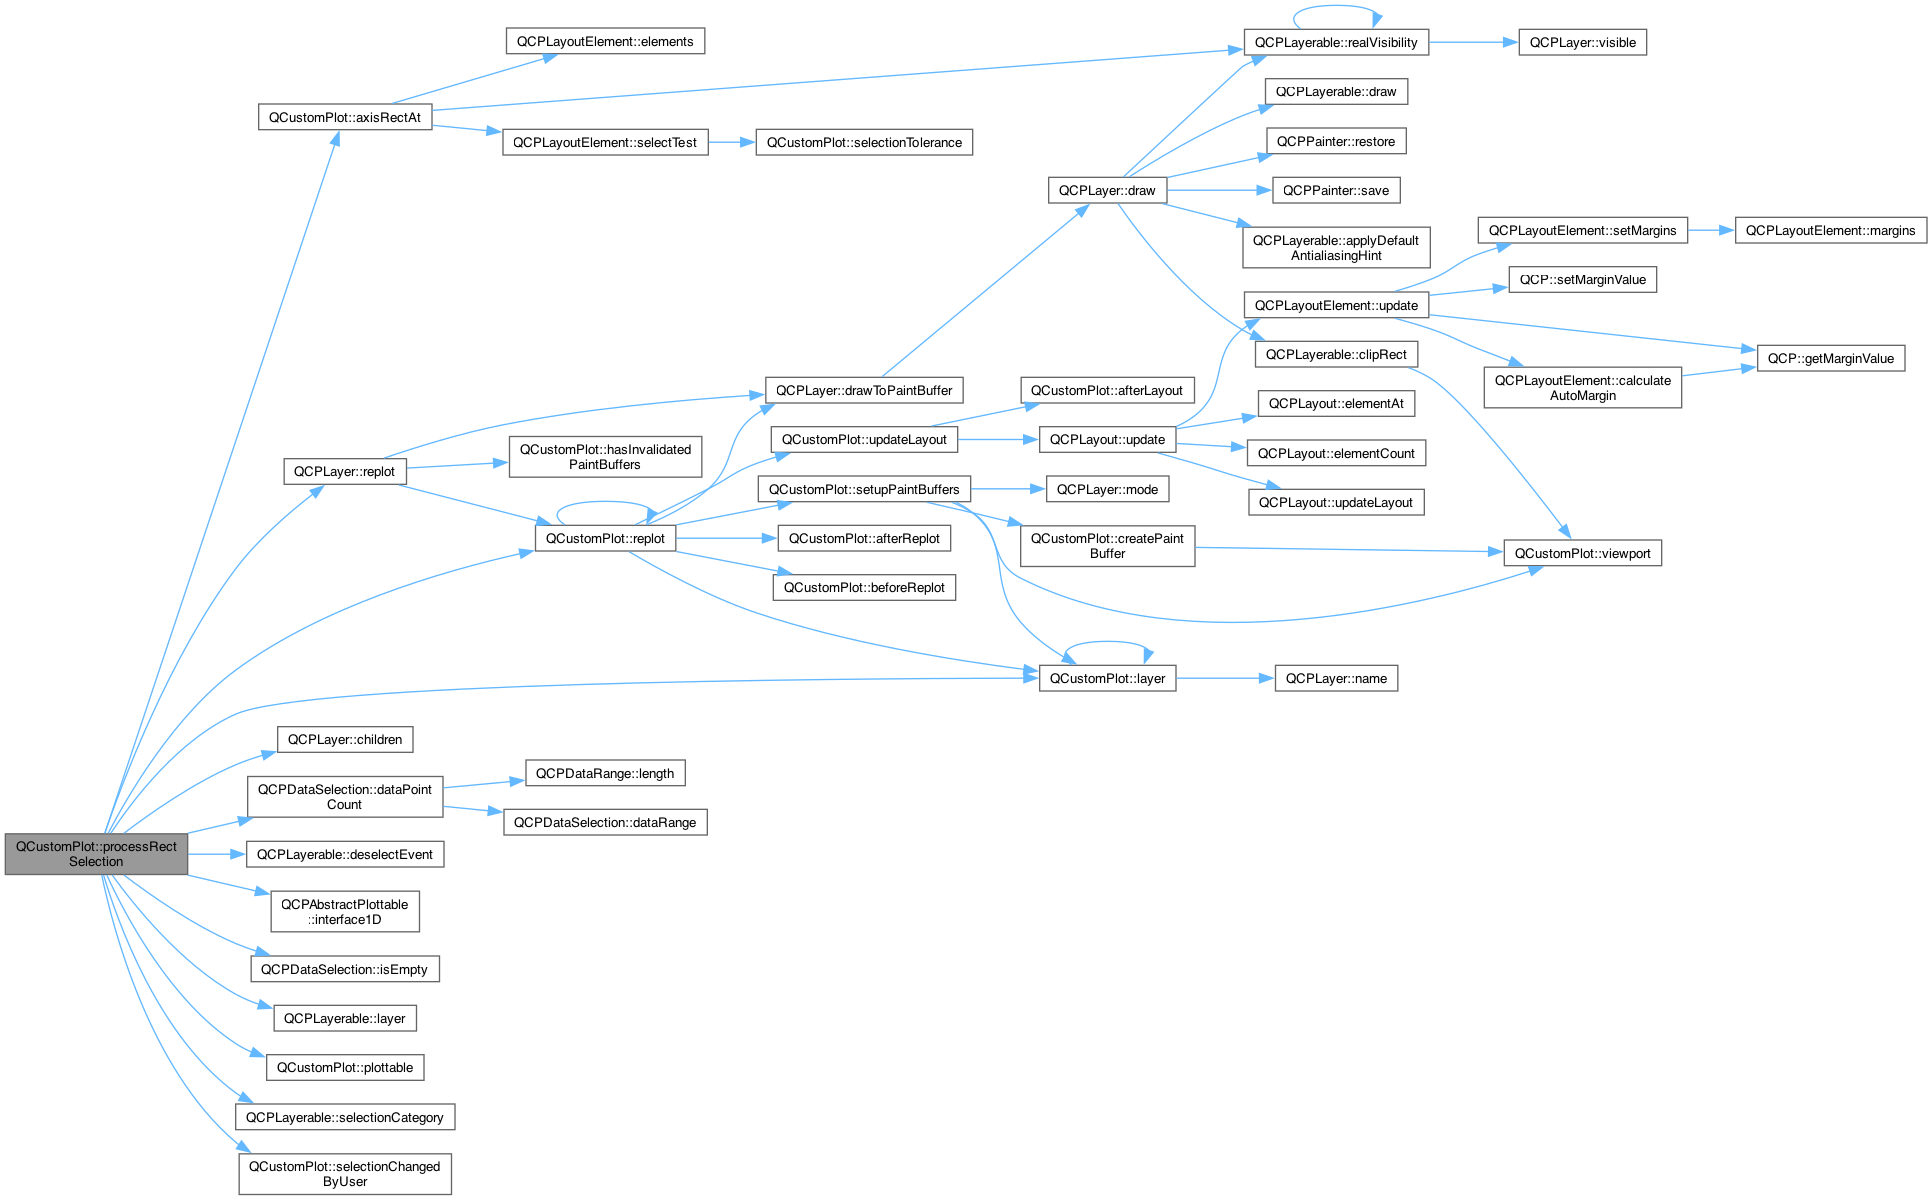 QCPLayoutElement::elements
QCPLayerable::realVisibility
QCPLayer::visible
QCPLayerable::draw
QCustomPlot::axisRectAt
QCPLayoutElement::selectTest
QCustomPlot::selectionTolerance
QCPPainter::restore
QCPLayer::draw
QCPPainter::save
QCPLayerable::applyDefault
AntialiasingHint
QCPLayoutElement::setMargins
QCPLayoutElement::margins
QCP::setMarginValue
QCPLayoutElement::update
QCPLayerable::clipRect
QCP::getMarginValue
QCPLayoutElement::calculate
AutoMargin
QCPLayer::drawToPaintBuffer
QCustomPlot::afterLayout
QCPLayout::elementAt
QCustomPlot::updateLayout
QCPLayout::update
QCPLayout::elementCount
QCPLayer::replot
QCustomPlot::hasInvalidated
PaintBuffers
QCustomPlot::setupPaintBuffers
QCPLayer::mode
QCPLayout::updateLayout
QCustomPlot::replot
QCustomPlot::afterReplot
QCustomPlot::createPaint
Buffer
QCustomPlot::viewport
QCustomPlot::beforeReplot
QCustomPlot::layer
QCPLayer::name
QCPLayer::children
QCPDataSelection::dataPoint
Count
QCPDataRange::length
QCPDataSelection::dataRange
QCustomPlot::processRect
Selection
QCPLayerable::deselectEvent
QCPAbstractPlottable
::interface1D
QCPDataSelection::isEmpty
QCPLayerable::layer
QCustomPlot::plottable
QCPLayerable::selectionCategory
QCustomPlot::selectionChanged
ByUser